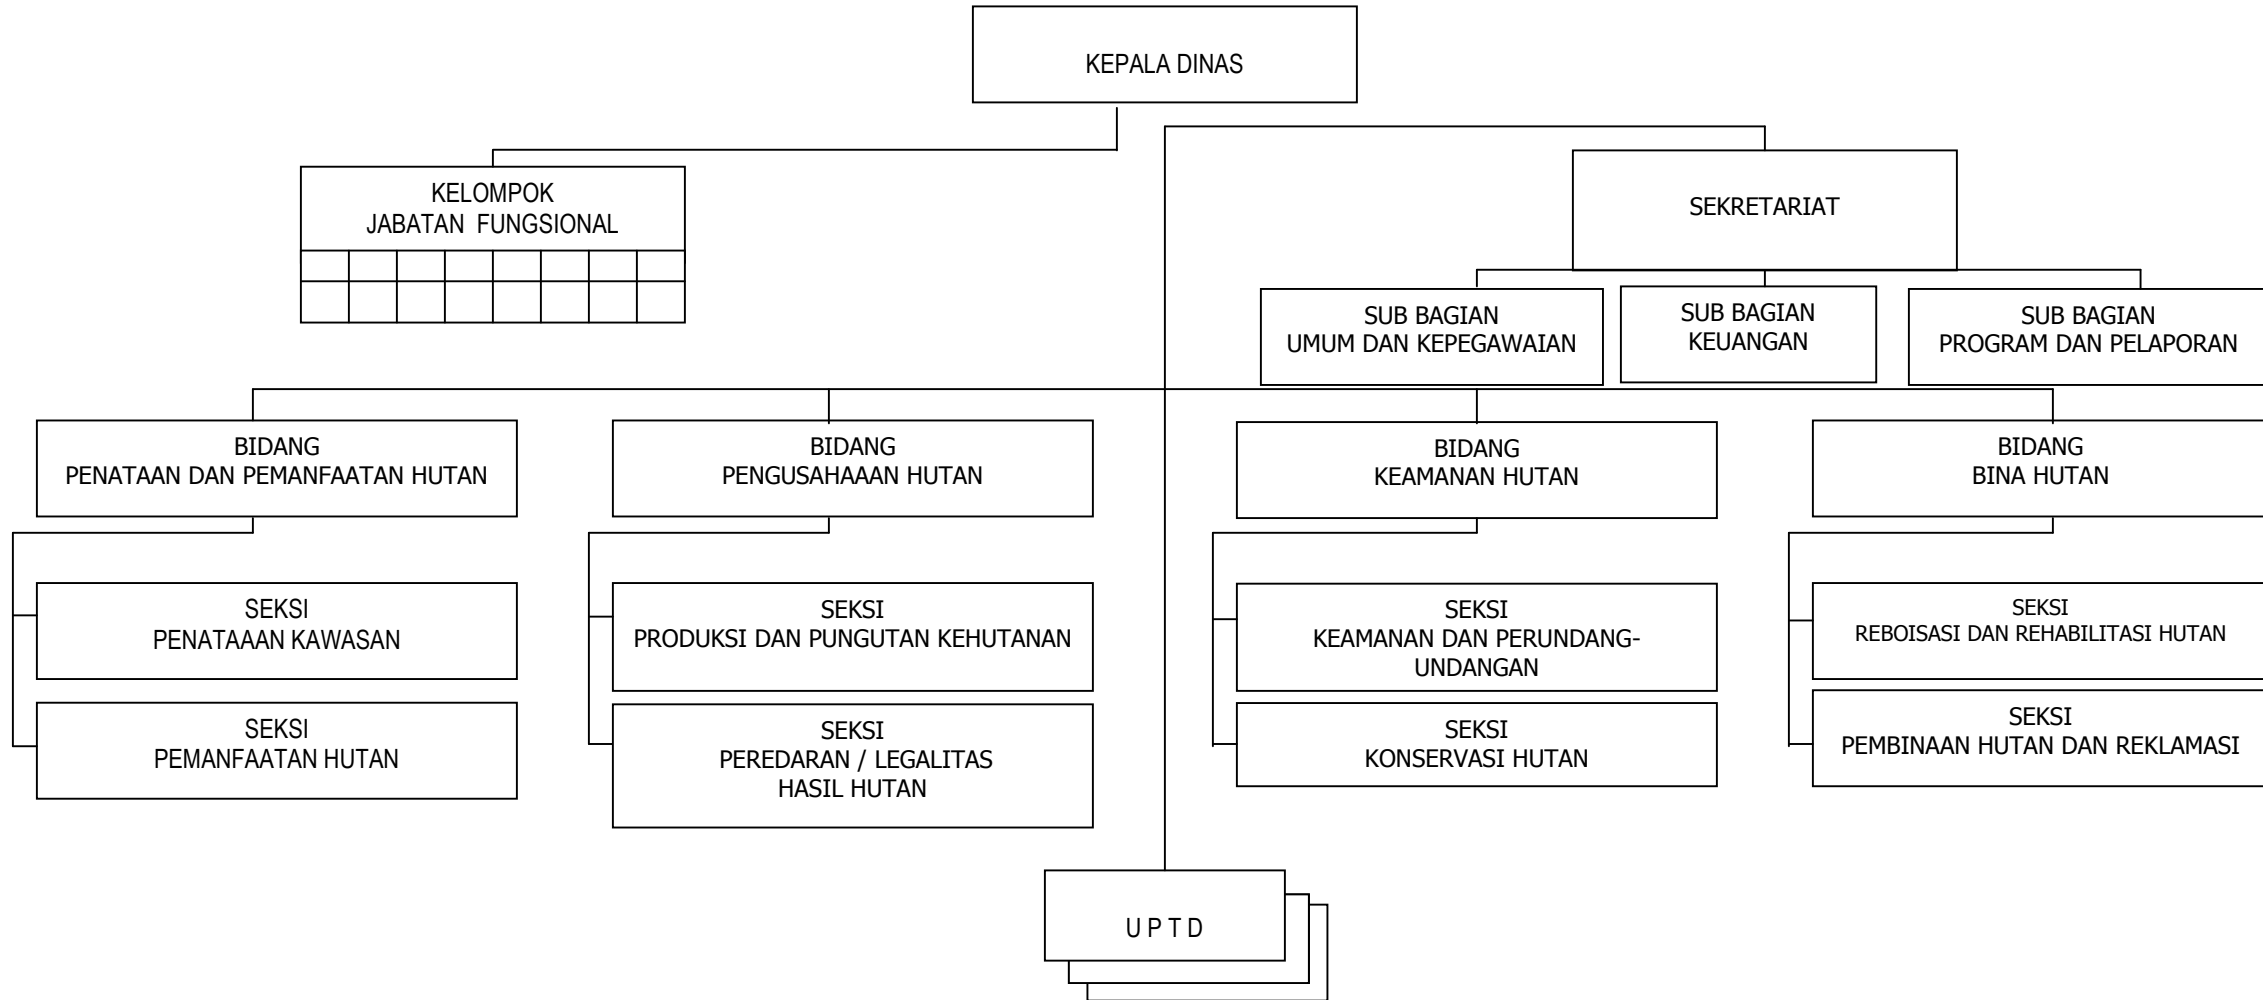 KEPALA DINAS
KELOMPOK
JABATAN FUNGSIONAL
SEKRETARIAT
SUB BAGIAN
UMUM DAN KEPEGAWAIAN
SUB BAGIAN
KEUANGAN
SUB BAGIAN
PROGRAM DAN PELAPORAN
BIDANG
PENATAAN DAN PEMANFAATAN HUTAN
BIDANG
PENGUSAHAAAN HUTAN
BIDANG
KEAMANAN HUTAN
BIDANG
BINA HUTAN
SEKSI
PENATAAAN KAWASAN
SEKSI
PRODUKSI DAN PUNGUTAN KEHUTANAN
SEKSI
KEAMANAN DAN PERUNDANG-
UNDANGAN
SEKSI
REBOISASI DAN REHABILITASI HUTAN
SEKSI
PEMANFAATAN HUTAN
SEKSI
PEREDARAN / LEGALITAS
HASIL HUTAN
SEKSI
KONSERVASI HUTAN
SEKSI
PEMBINAAN HUTAN DAN REKLAMASI
U P T D